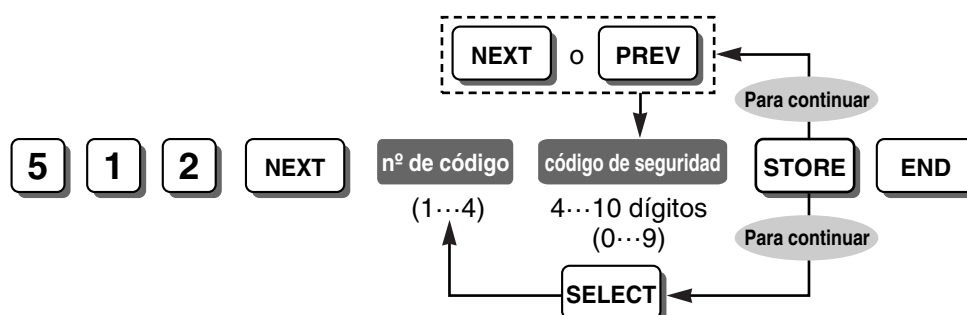 NEXT o PREV
Para continuar
5 1 2 NEXT nº de código código de seguridad STORE END
(1···4) 4···10 dígitos
(0···9)
Para continuar
SELECT